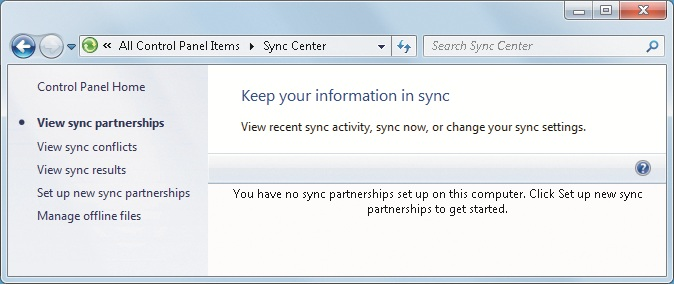 « All Control Panel Items ▸ Sync Center
Search Sync Center
Control Panel Home
View sync partnerships
View sync conflicts
View sync results
Set up new sync partnerships
Manage offline files
Keep your information in sync
View recent sync activity, sync now, or change your sync settings.
You have no sync partnerships set up on this computer. Click Set up new sync
partnerships to get started.